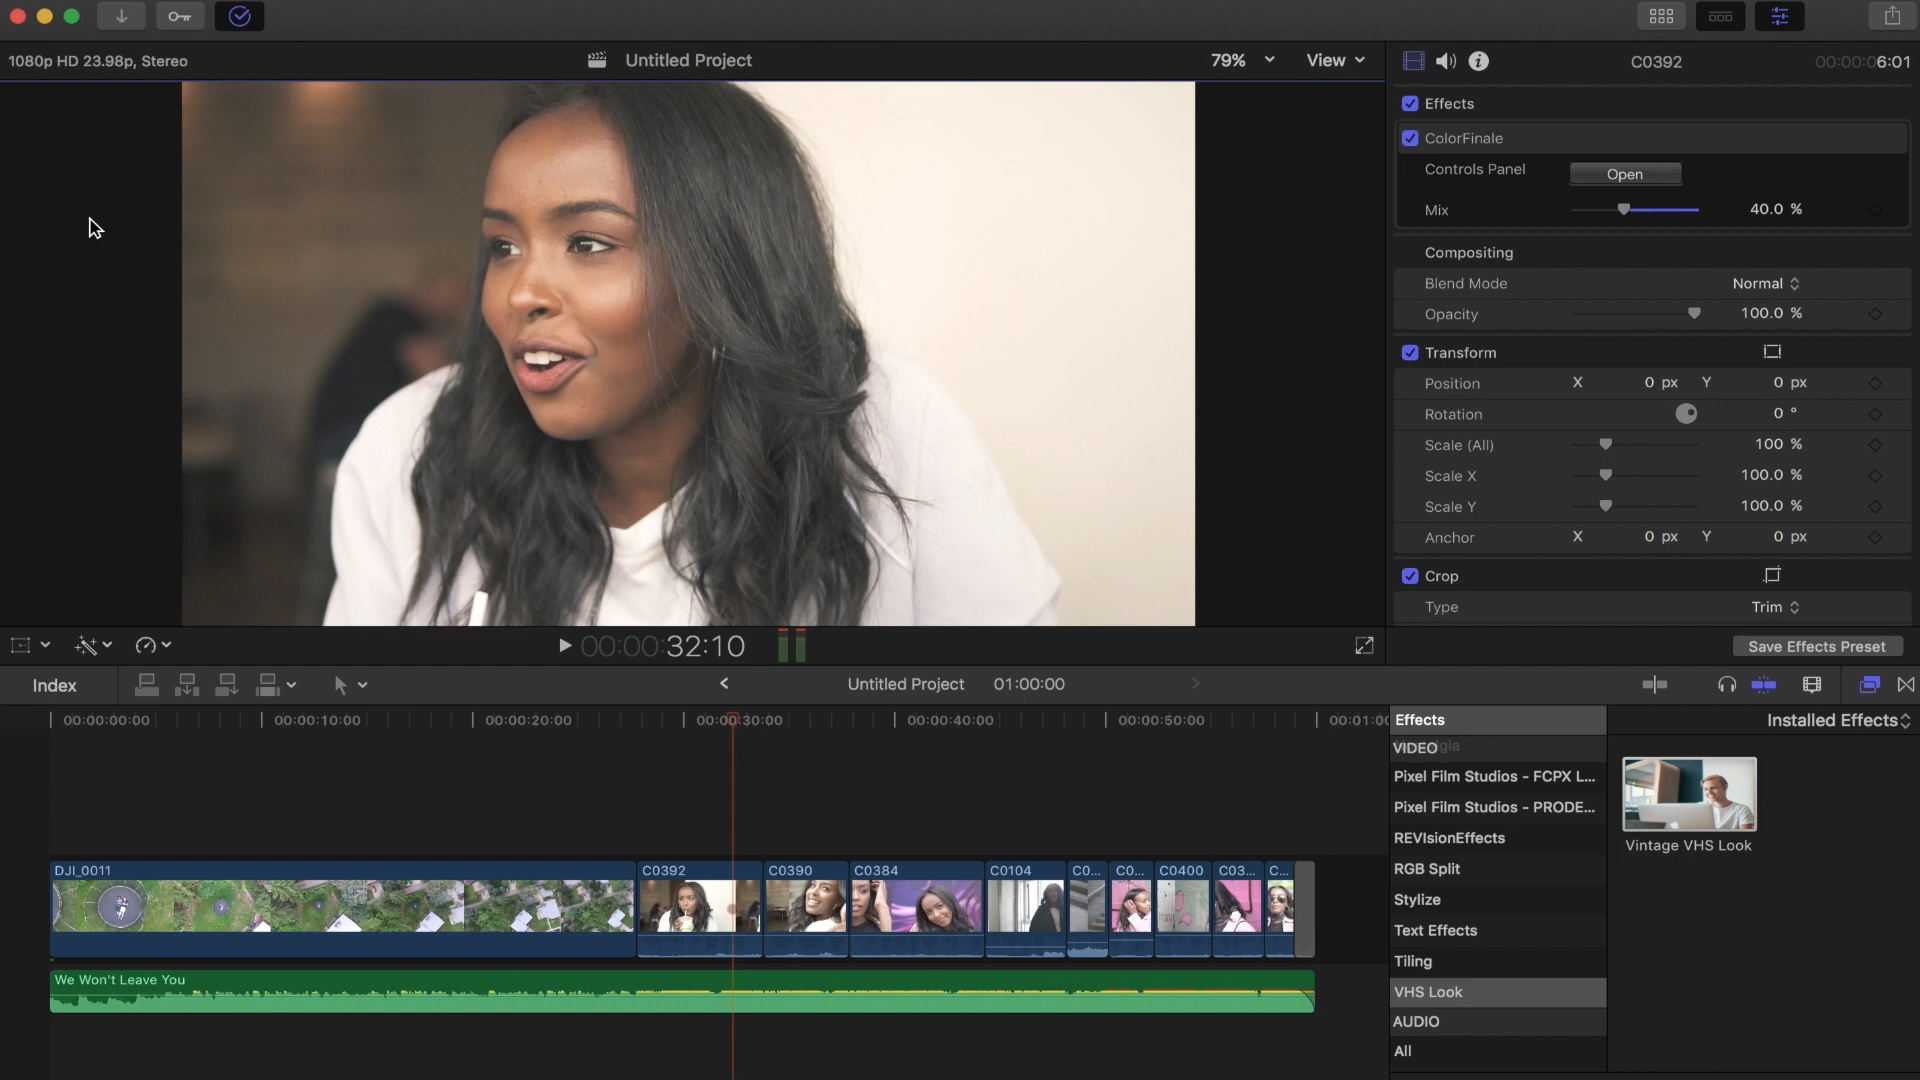 1080p HD 23.98p, Stereo
Untitled Project
79%
View
C0392
00:00:06:01
Effects
ColorFinale
Controls Panel
Open
Mix
40.0 %
Compositing
Blend Mode
Normal
Opacity
100.0 %
Transform
Position
X 0 px Y 0 px
Rotation
0 °
Scale (All)
100 %
Scale X
100.0 %
Scale Y
100.0 %
Anchor
X 0 px Y 0 px
Crop
Type
Trim
00:00:32:10
Save Effects Preset
Index
Untitled Project
01:00:00
00:00:00:00
00:00:10:00
00:00:20:00
00:00:30:00
00:00:40:00
00:00:50:00
00:01:00
Effects
Installed Effects
VIDEO
Pixel Film Studios - FCPX L...
Pixel Film Studios - PRODE...
REVisionEffects
RGB Split
Stylize
Text Effects
Tiling
VHS Look
AUDIO
All
Vintage VHS Look
DJI_0011
C0392
C0390
C0384
C0104
C0...
C0...
C0400
C03...
C...
We Won't Leave You